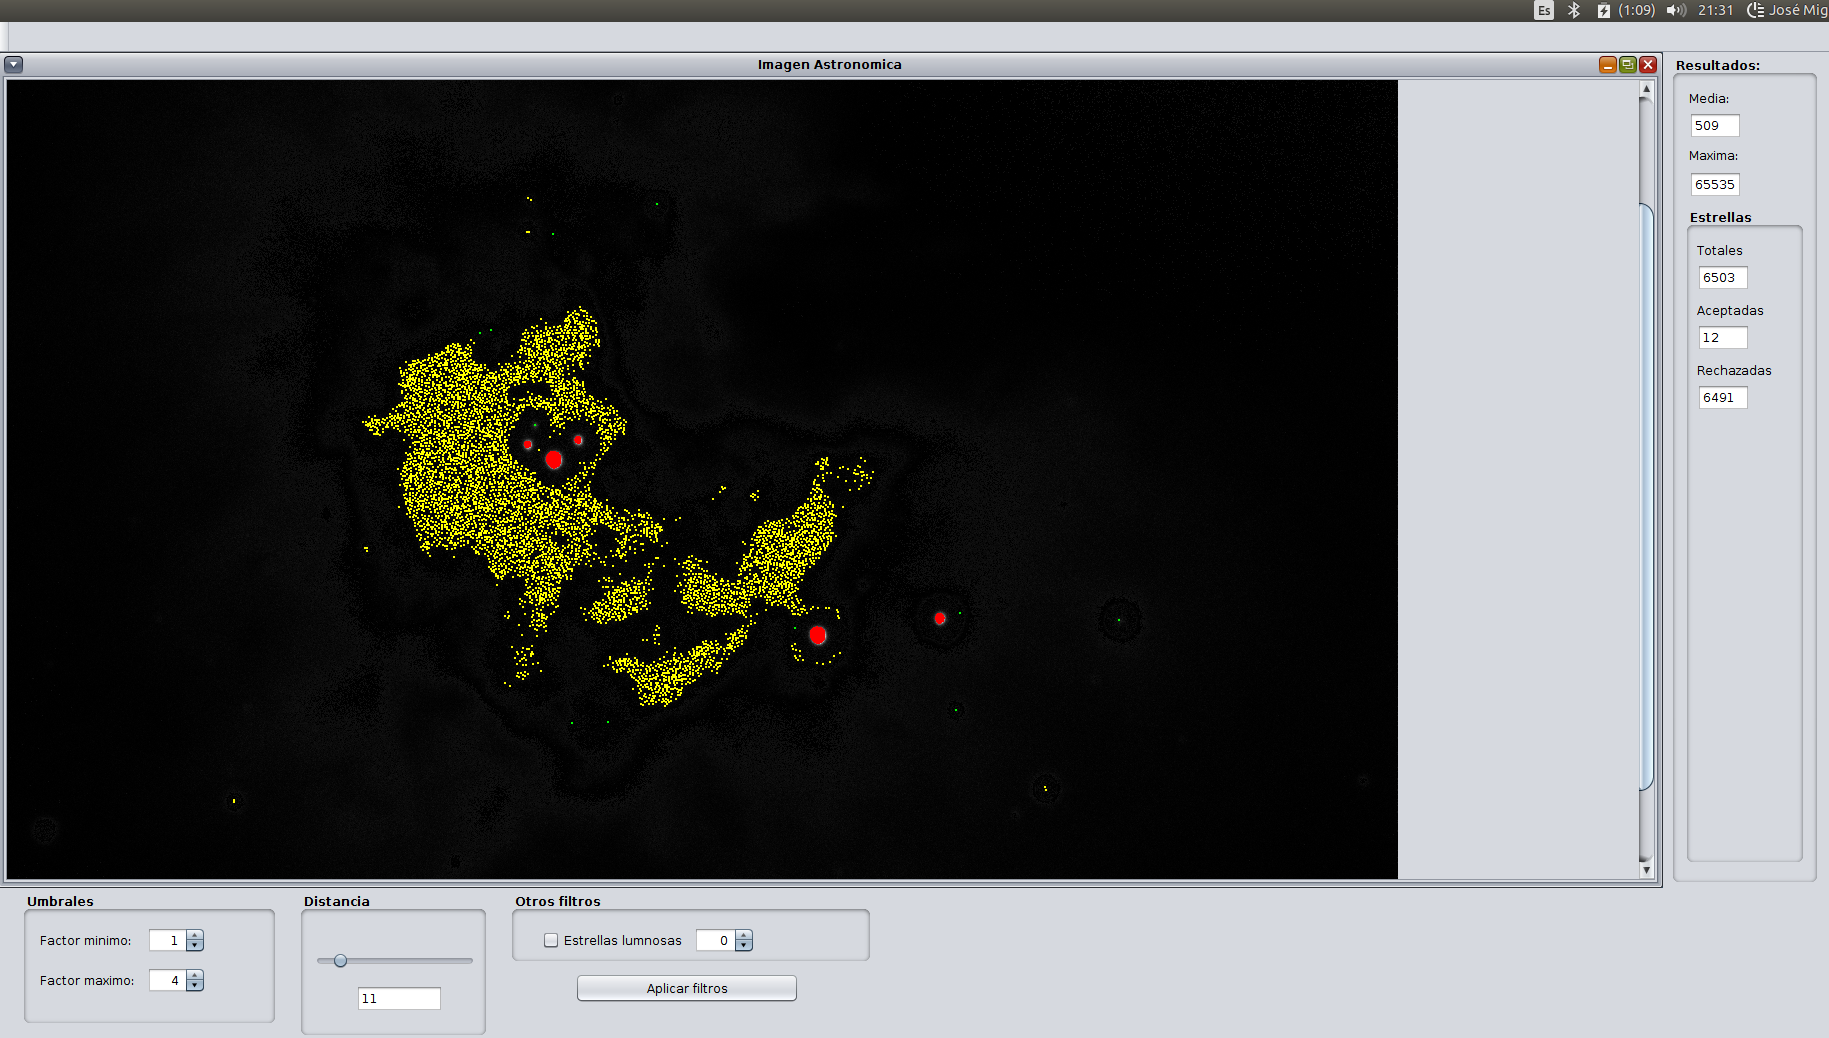 Es (1:09) 21:31 José Mig
Imagen Astronomica
Resultados:
Media:
509
Maxima:
65535
Estrellas
Totales
6503
Aceptadas
12
Rechazadas
6491
Umbrales
Factor minimo: 1
Factor maximo: 4
Distancia
11
Otros filtros
Estrellas lumnosas 0
Aplicar filtros